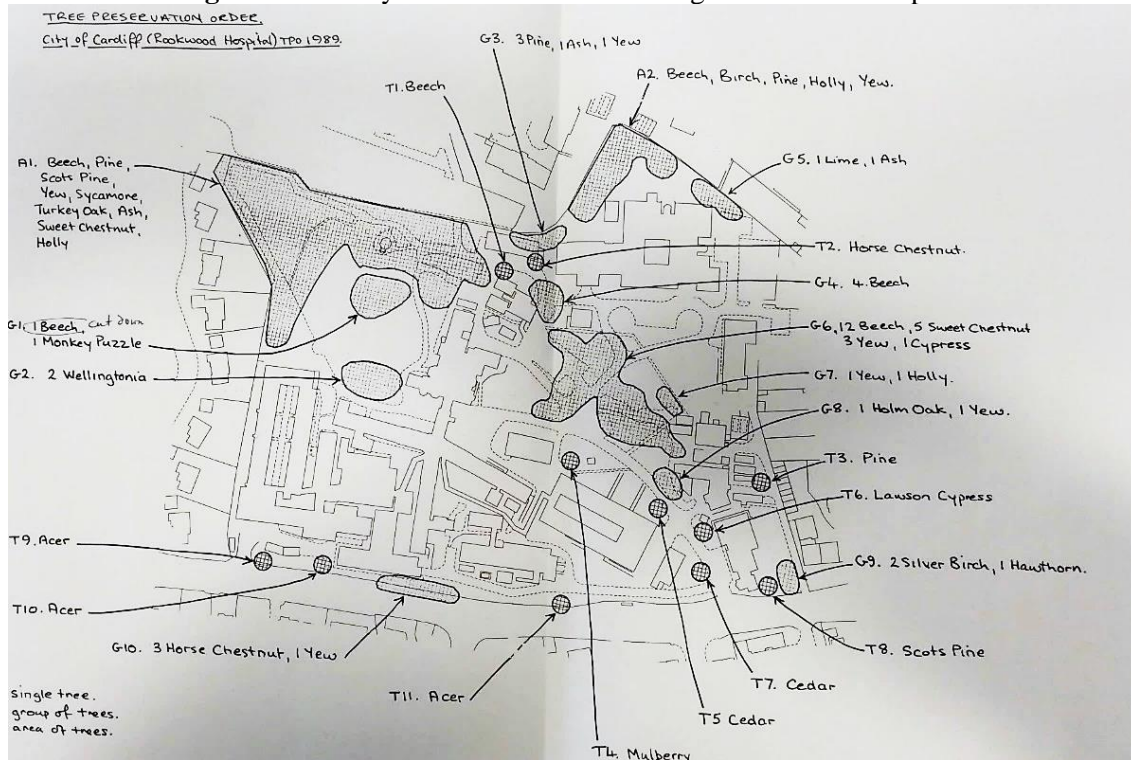 TREE PRESERVATION ORDER.
City of Cardiff (Rookwood Hospital) TPO 1989.
G3. 3 Pine, 1 Ash, 1 Yew
T1. Beech
A2. Beech, Birch, Pine, Holly, Yew.
A1. Beech, Pine,
Scots Pine,
Yew, Sycamore,
Turkey Oak, Ash,
Sweet Chestnut,
Holly
G5. 1 Lime, 1 Ash
T2. Horse Chestnut.
G4. 4 Beech
G1. 1 Beech, cut down
1 Monkey Puzzle
G6. 12 Beech, 5 Sweet Chestnut
3 Yew, 1 Cypress
G2. 2 Wellingtonia
G7. 1 Yew, 1 Holly.
G8. 1 Holm Oak, 1 Yew.
T3. Pine
T6. Lawson Cypress
T9. Acer
G9. 2 Silver Birch, 1 Hawthorn.
T10. Acer
G10. 3 Horse Chestnut, 1 Yew
T8. Scots Pine
T7. Cedar
T11. Acer
T5 Cedar
single tree.
group of trees.
area of trees.
T4. Mulberry